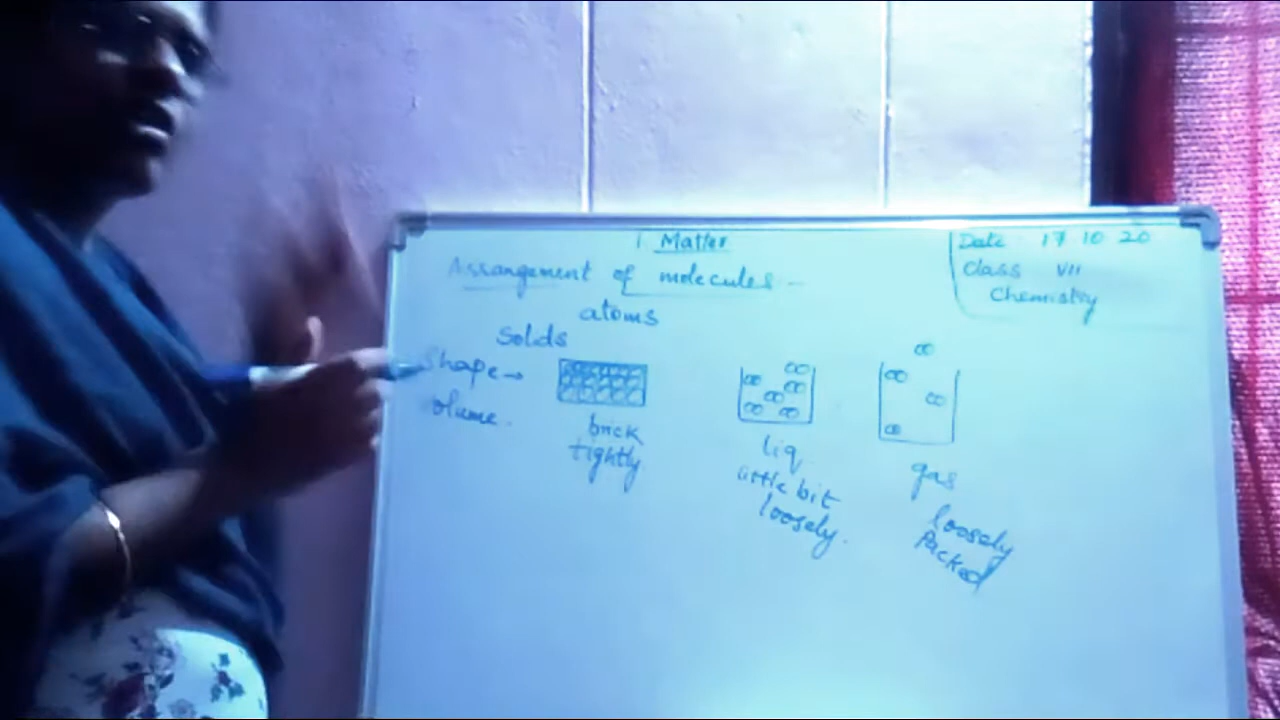 1. Matter
Date 17 10 20
Class VII
Chemistry
Arrangement of molecules -
atoms
Solids
Shape →
volume.
brick
tightly
liq
little bit
loosely.
gas
loosely
Packed